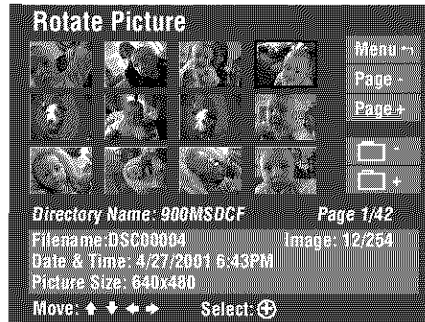 Rotate Picture
Menu
Page -
Page +
-
+
Directory Name: 900MSDCF Page 1/42
Filename:DSC00004 Image: 12/254
Date & Time: 4/27/2001 6:43PM
Picture Size: 640x480
Move: Select: